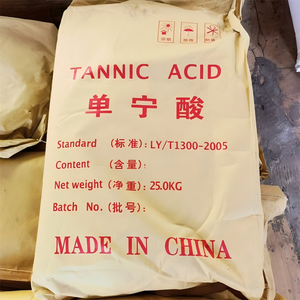 TANNIC ACID
单宁酸
Standard (标准): LY/T1300-2005
Content (含量):
Net weight (净重): 25.0KG
Batch No. (批号):
MADE IN CHINA